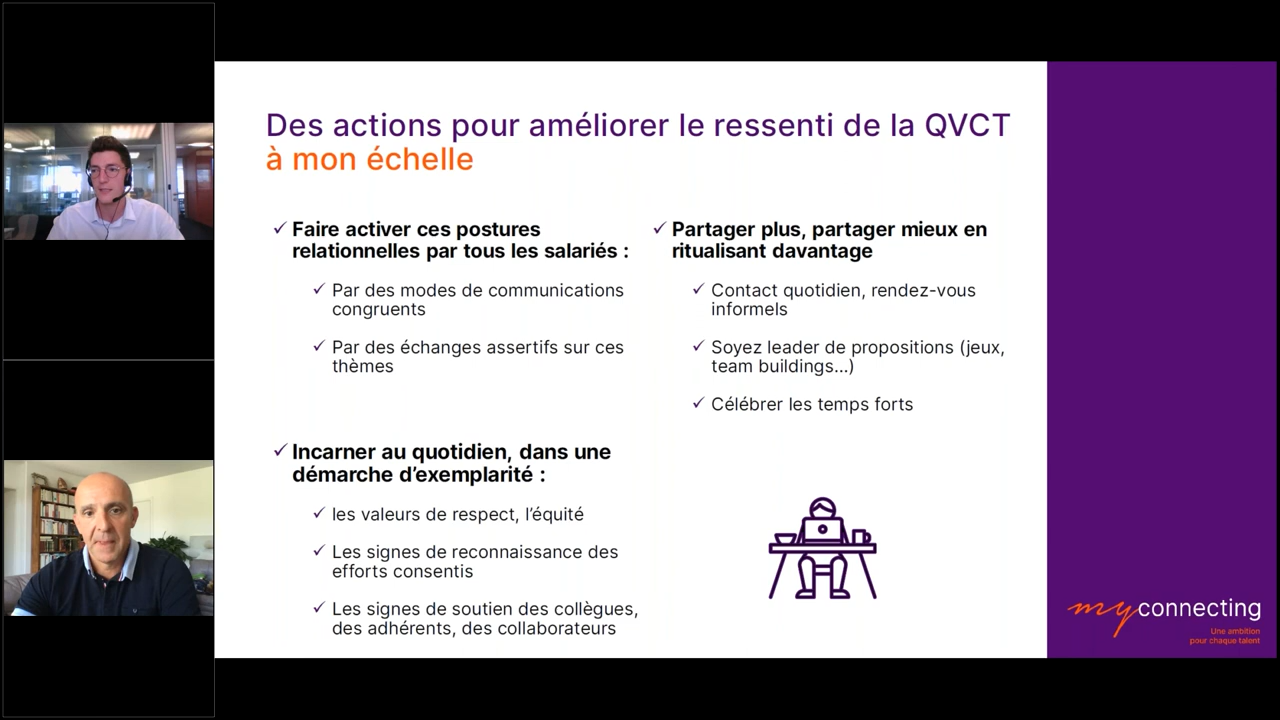 Des actions pour améliorer le ressenti de la QVCT
à mon échelle
✓ Faire activer ces postures
relationnelles par tous les salariés :
✓ Par des modes de communications
congruents
✓ Par des échanges assertifs sur ces
thèmes
✓ Incarner au quotidien, dans une
démarche d’exemplarité :
✓ les valeurs de respect, l’équité
✓ Les signes de reconnaissance des
efforts consentis
✓ Les signes de soutien des collègues,
des adhérents, des collaborateurs
✓ Partager plus, partager mieux en
ritualisant davantage
✓ Contact quotidien, rendez-vous
informels
✓ Soyez leader de propositions (jeux,
team buildings...)
✓ Célébrer les temps forts
myconnecting
Une ambition
pour chaque talent